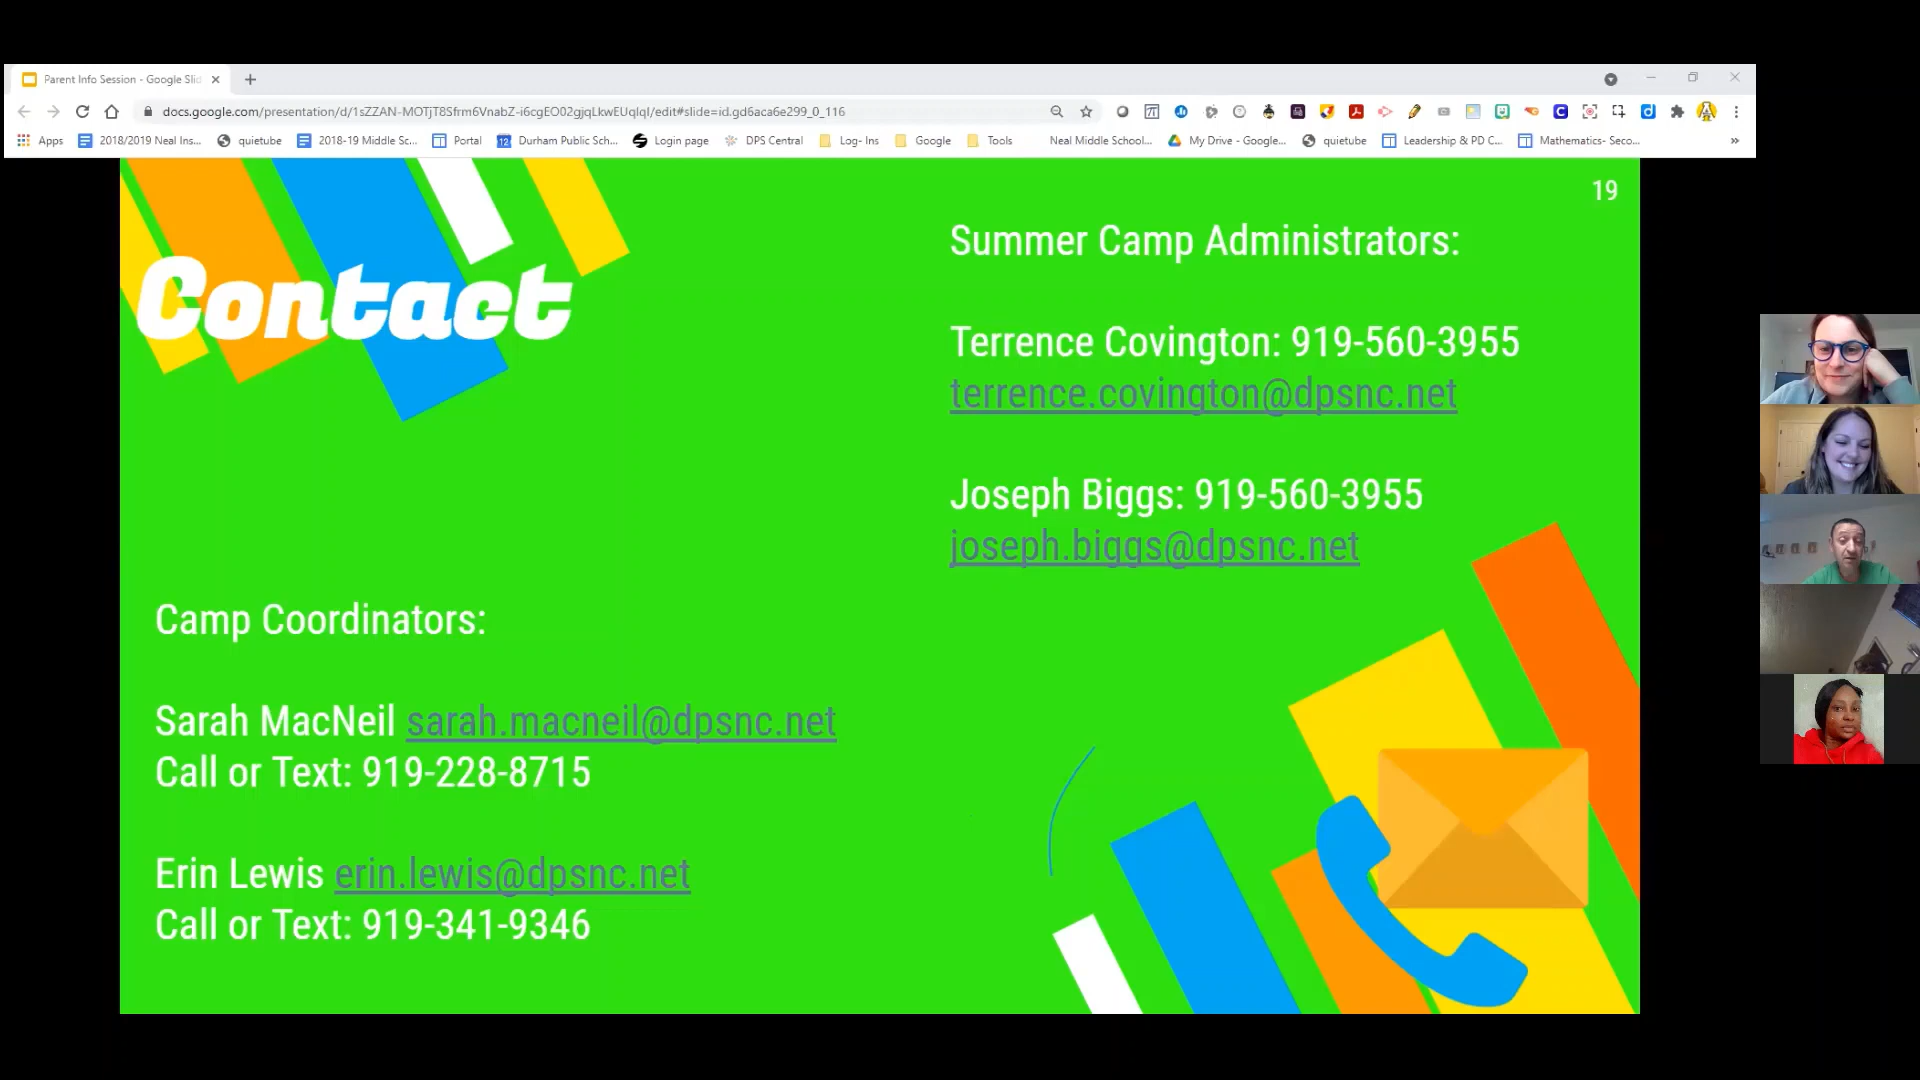 Parent Info Session - Google Slid
docs.google.com/presentation/d/1sZZAN-MOTjT8Sfrm6VnabZ-i6cgEO02gjqLkwEUqIqI/edit#slide=id.gd6aca6e299_0_116
Apps 2018/2019 Neal Ins... quietube 2018-19 Middle Sc... Portal Durham Public Sch... Login page DPS Central Log- Ins Google Tools Neal Middle School... My Drive - Google... quietube Leadership & PD C... Mathematics- Seco... »
19
Contact
Summer Camp Administrators:
Terrence Covington: 919-560-3955
terrence.covington@dpsnc.net
Joseph Biggs: 919-560-3955
joseph.biggs@dpsnc.net
Camp Coordinators:
Sarah MacNeil sarah.macneil@dpsnc.net
Call or Text: 919-228-8715
Erin Lewis erin.lewis@dpsnc.net
Call or Text: 919-341-9346